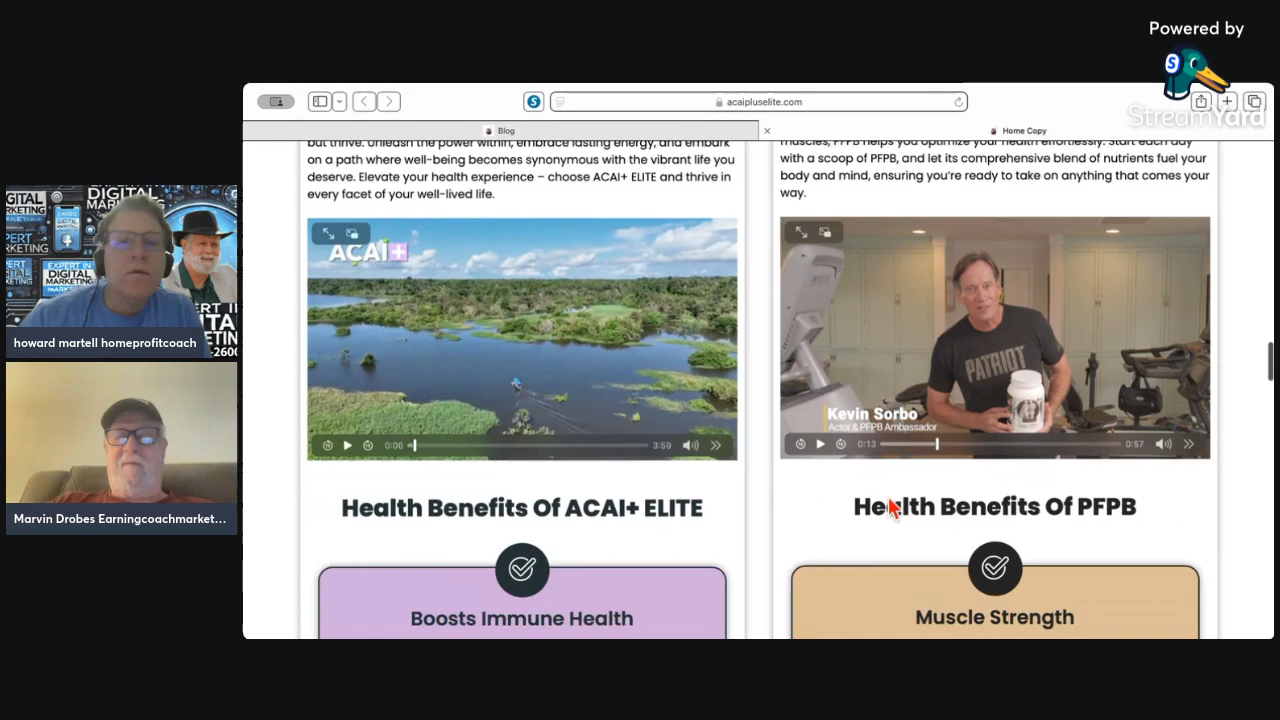 Powered by
StreamYard
acaipluselite.com
Blog
Home Copy
but thrive. Unleash the power within, embrace lasting energy, and embark
on a path where well-being becomes synonymous with the vibrant life you
deserve. Elevate your health experience – choose ACAI+ ELITE and thrive in
every facet of your well-lived life.
muscles, PFPB helps you optimize your health effortlessly. Start each day
with a scoop of PFPB, and let its comprehensive blend of nutrients fuel your
body and mind, ensuring you're ready to take on anything that comes your
way.
ACAI+
0:06
3:59
PATRIOT
Kevin Sorbo
Actor & PFPB Ambassador
0:13
0:57
Health Benefits Of ACAI+ ELITE
Health Benefits Of PFPB
Boosts Immune Health
Muscle Strength
DIGITAL
MARKETING
EXPERT IN
DIGITAL
MARKETING
howard martell homeprofitcoach
-2600
Marvin Drobes Earningcoachmarket...